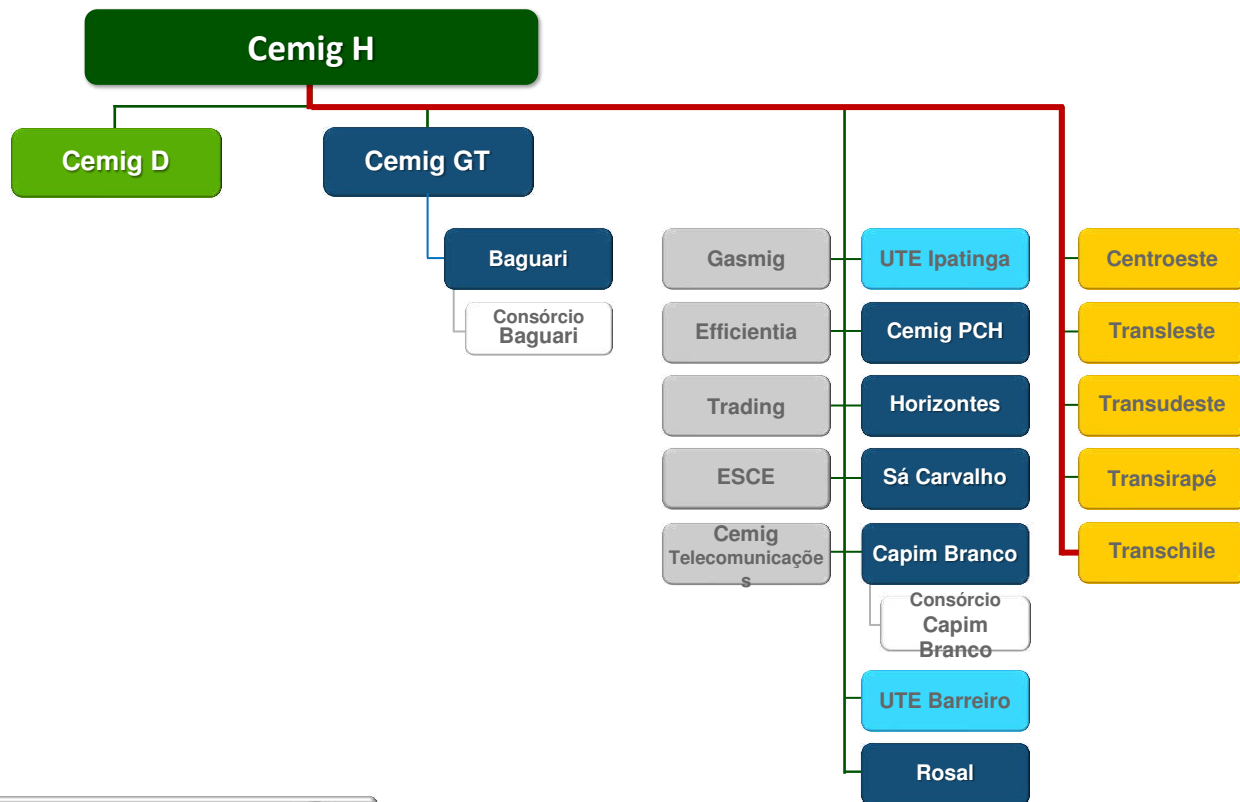 Cemig H
Cemig D
Cemig GT
Baguari
Consórcio
Baguari
Gasmig
Efficientia
Trading
ESCE
Cemig
Telecomunicaçõe
s
UTE Ipatinga
Cemig PCH
Horizontes
Sá Carvalho
Capim Branco
Consórcio
Capim
Branco
UTE Barreiro
Rosal
Centroeste
Transleste
Transudeste
Transirapé
Transchile